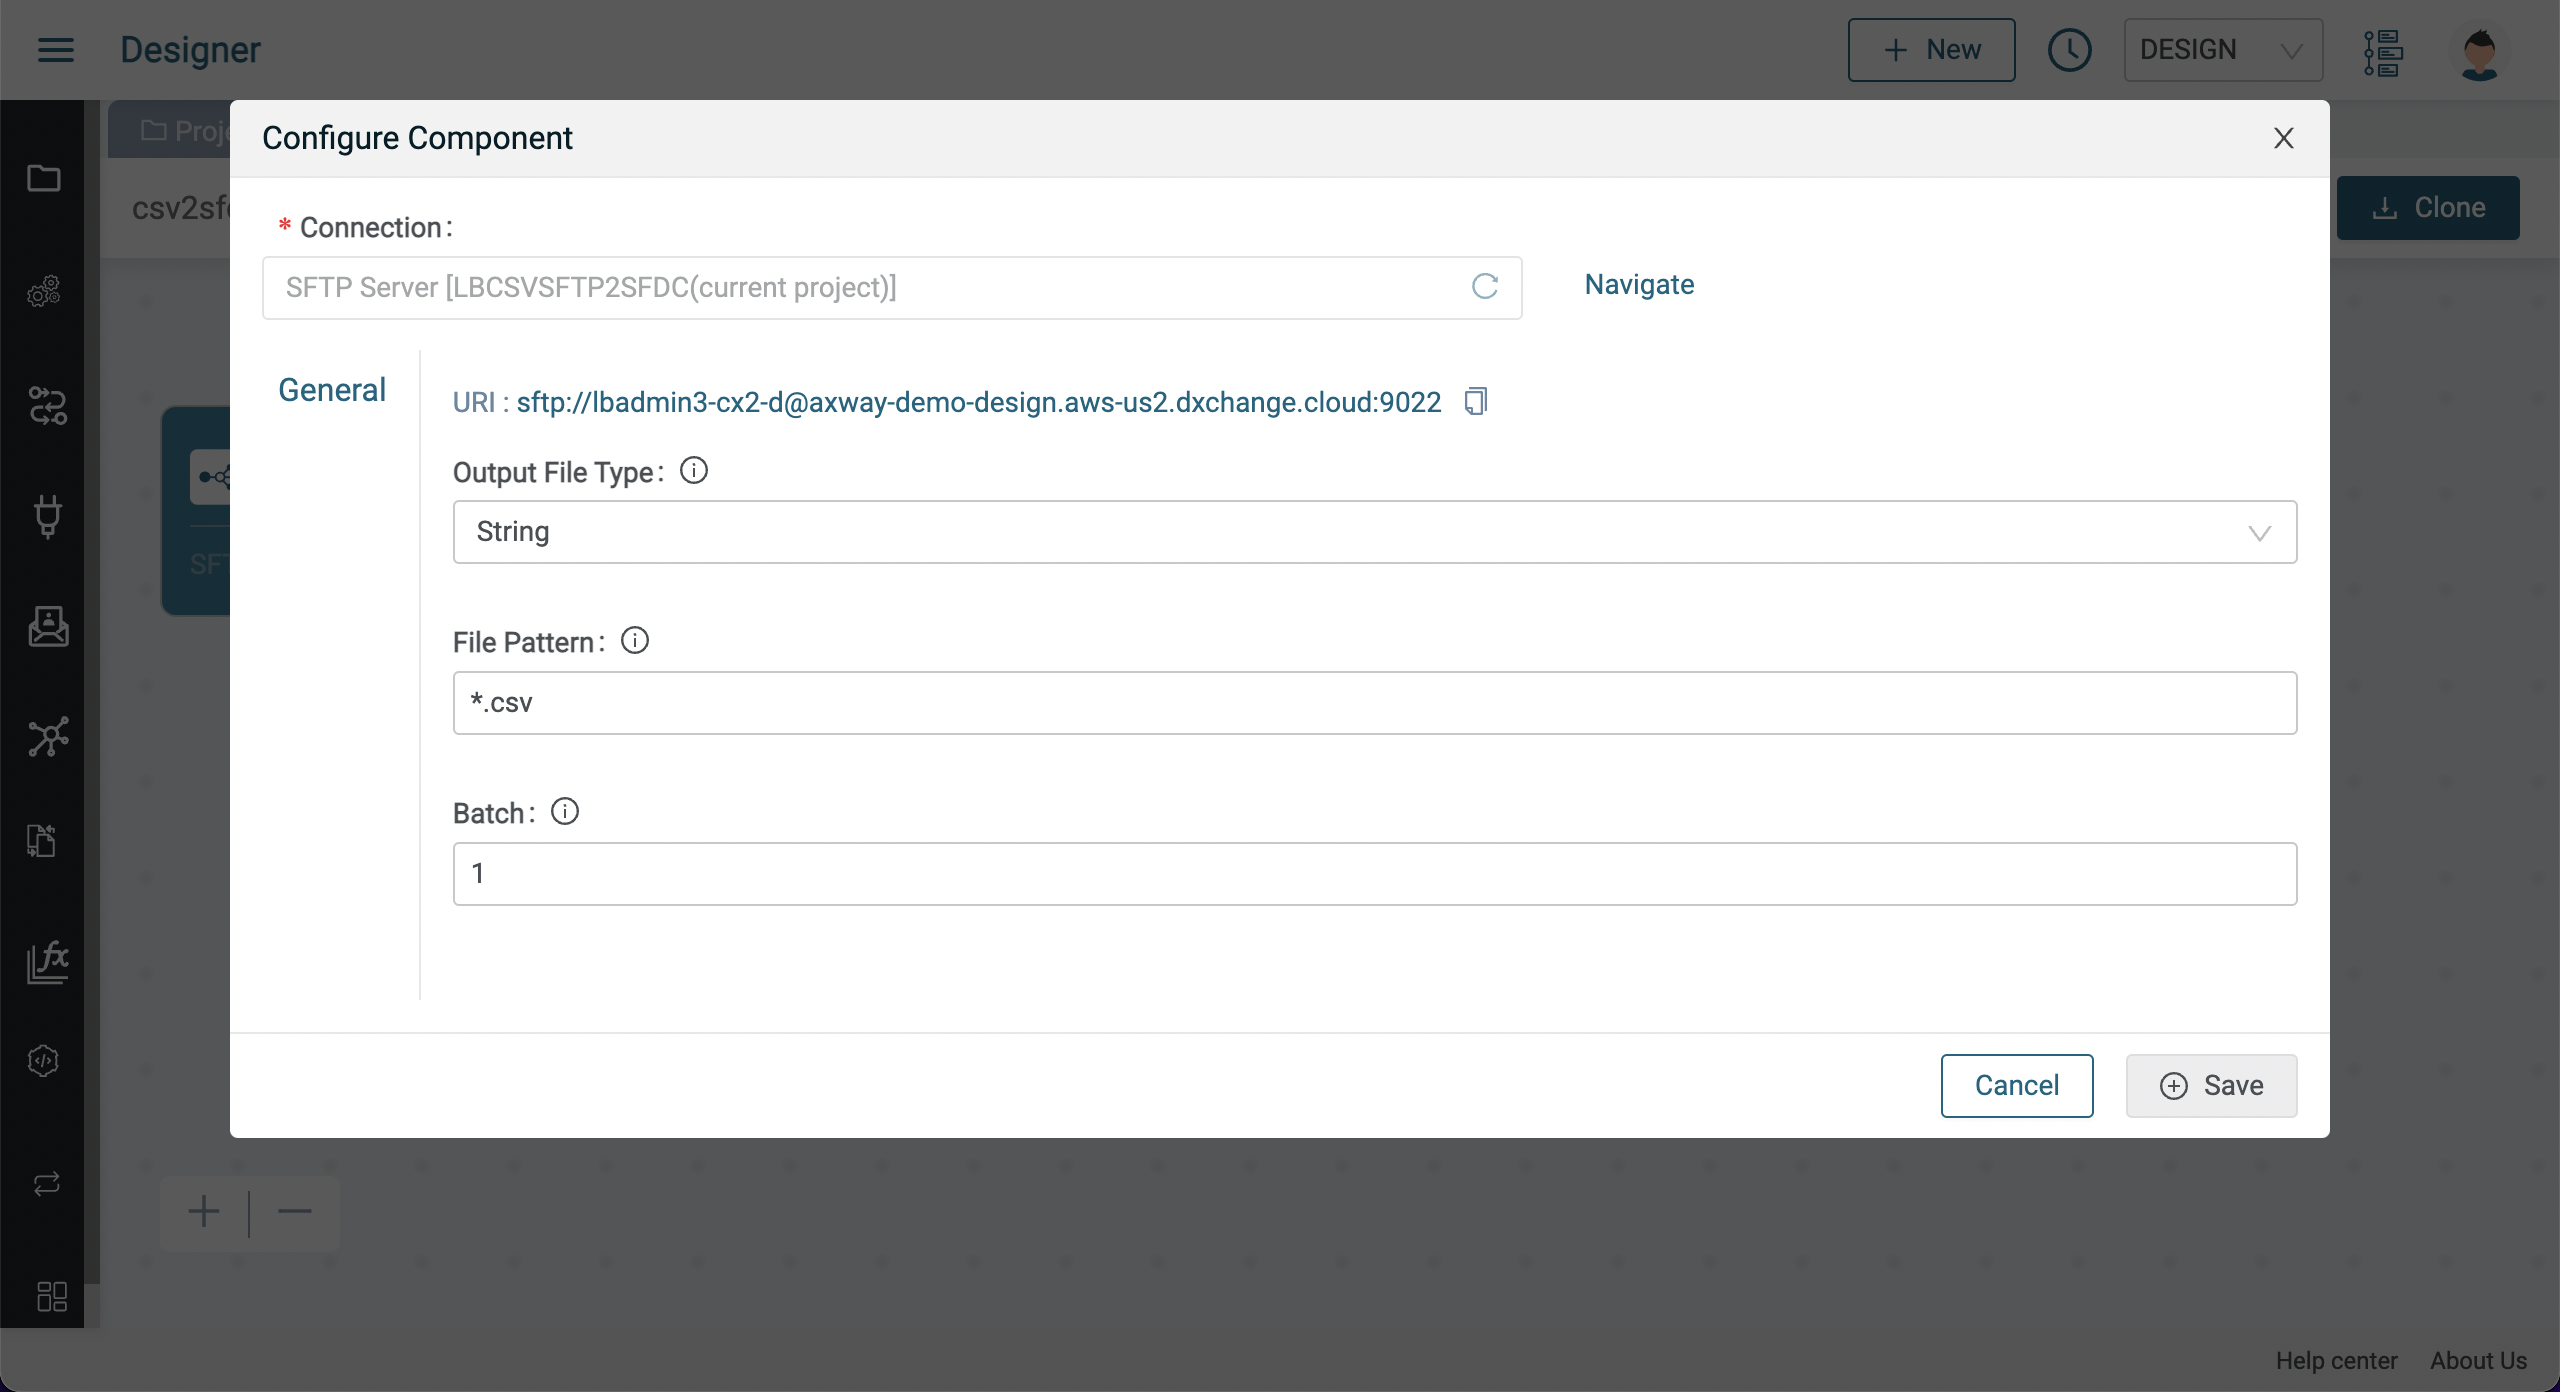 Designer
New
DESIGN
Proje
Configure Component
csv2sf
Clone
* Connection:
SFTP Server [LBCSVSFTP2SFDC(current project)]
Navigate
General
URI : sftp://lbadmin3-cx2-d@axway-demo-design.aws-us2.dxchange.cloud:9022
Output File Type:
String
File Pattern:
*.csv
Batch:
1
SFT
Cancel
Save
Help center
About Us